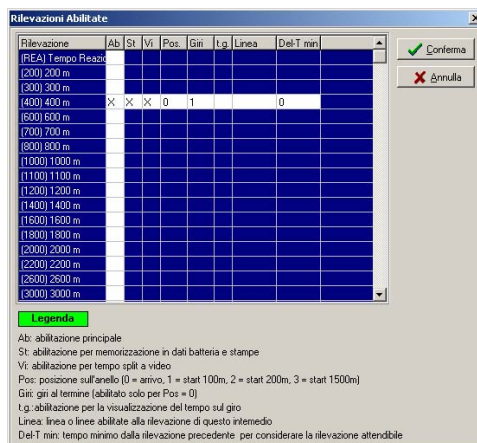 Rilevazioni Abilitate
Rilevazione Ab St Vi Pos. Giri t.g. Linea Del-T min
(REA) Tempo Reazio
(200) 200 m
(300) 300 m
(400) 400 m X X X 0 1 0
(600) 600 m
(700) 700 m
(800) 800 m
(1000) 1000 m
(1100) 1100 m
(1200) 1200 m
(1400) 1400 m
(1600) 1600 m
(1800) 1800 m
(2000) 2000 m
(2200) 2200 m
(2600) 2600 m
(3000) 3000 m
Conferma
Annulla
Legenda
Ab: abilitazione principale
St: abilitazione per memorizzazione in dati batteria e stampe
Vi: abilitazione per tempo split a video
Pos: posizione sull'anello (0 = arrivo, 1 = start 100m, 2 = start 200m, 3 = start 1500m)
Giri: giri al termine (abilitato solo per Pos = 0)
t.g.:abilitazione per la visualizzazione del tempo sul giro
Linea: linea o linee abilitate alla rilevazione di questo intermedio
Del-T min: tempo minimo dalla rilevazione precedente per considerare la rilevazione attendibile